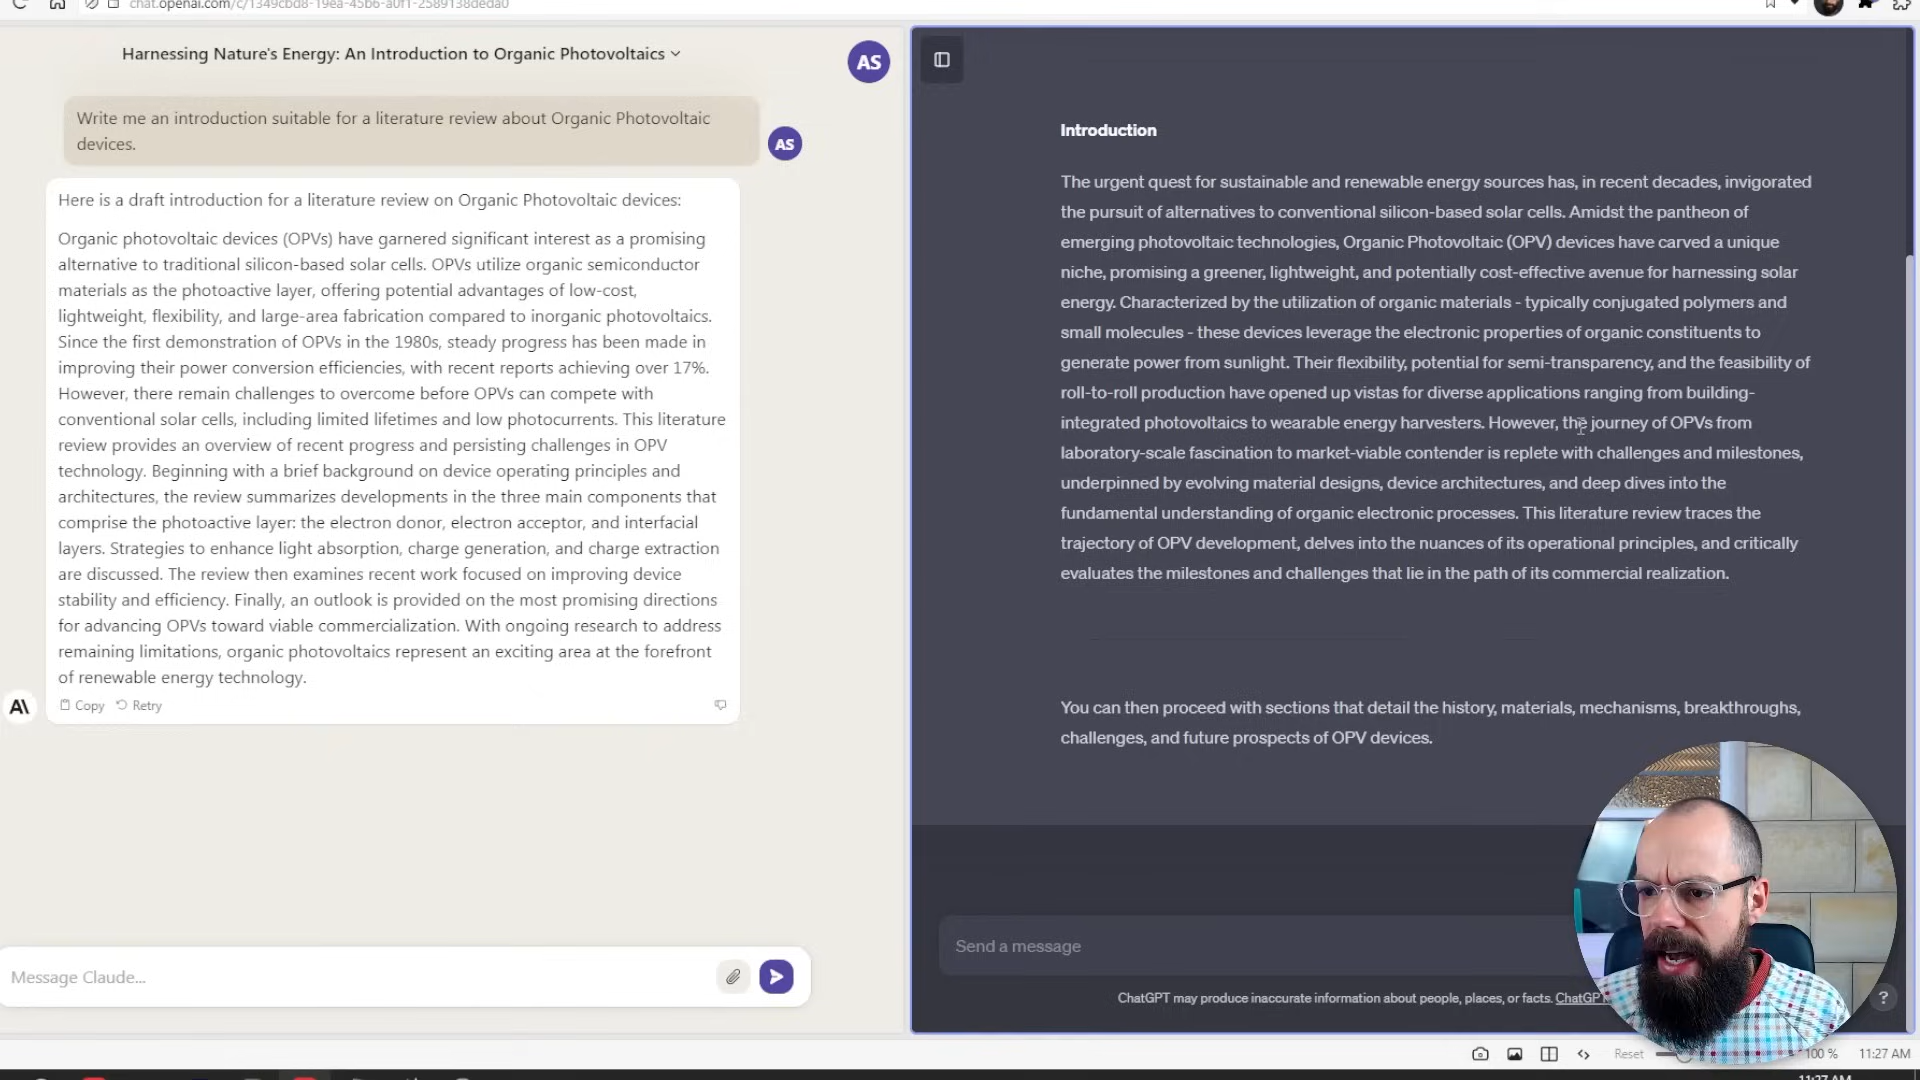 chat.openai.com/c/1349cbd8-19ea-45b6-a0f1-2589138deda0
Harnessing Nature's Energy: An Introduction to Organic Photovoltaics
AS
Write me an introduction suitable for a literature review about Organic Photovoltaic
devices.
AS
Here is a draft introduction for a literature review on Organic Photovoltaic devices:
Organic photovoltaic devices (OPVs) have garnered significant interest as a promising
alternative to traditional silicon-based solar cells. OPVs utilize organic semiconductor
materials as the photoactive layer, offering potential advantages of low-cost,
lightweight, flexibility, and large-area fabrication compared to inorganic photovoltaics.
Since the first demonstration of OPVs in the 1980s, steady progress has been made in
improving their power conversion efficiencies, with recent reports achieving over 17%.
However, there remain challenges to overcome before OPVs can compete with
conventional solar cells, including limited lifetimes and low photocurrents. This literature
review provides an overview of recent progress and persisting challenges in OPV
technology. Beginning with a brief background on device operating principles and
architectures, the review summarizes developments in the three main components that
comprise the photoactive layer: the electron donor, electron acceptor, and interfacial
layers. Strategies to enhance light absorption, charge generation, and charge extraction
are discussed. The review then examines recent work focused on improving device
stability and efficiency. Finally, an outlook is provided on the most promising directions
for advancing OPVs toward viable commercialization. With ongoing research to address
remaining limitations, organic photovoltaics represent an exciting area at the forefront
of renewable energy technology.
A\
Copy Retry
Message Claude...
Introduction
The urgent quest for sustainable and renewable energy sources has, in recent decades, invigorated
the pursuit of alternatives to conventional silicon-based solar cells. Amidst the pantheon of
emerging photovoltaic technologies, Organic Photovoltaic (OPV) devices have carved a unique
niche, promising a greener, lightweight, and potentially cost-effective avenue for harnessing solar
energy. Characterized by the utilization of organic materials - typically conjugated polymers and
small molecules - these devices leverage the electronic properties of organic constituents to
generate power from sunlight. Their flexibility, potential for semi-transparency, and the feasibility of
roll-to-roll production have opened up vistas for diverse applications ranging from building-
integrated photovoltaics to wearable energy harvesters. However, the journey of OPVs from
laboratory-scale fascination to market-viable contender is replete with challenges and milestones,
underpinned by evolving material designs, device architectures, and deep dives into the
fundamental understanding of organic electronic processes. This literature review traces the
trajectory of OPV development, delves into the nuances of its operational principles, and critically
evaluates the milestones and challenges that lie in the path of its commercial realization.
You can then proceed with sections that detail the history, materials, mechanisms, breakthroughs,
challenges, and future prospects of OPV devices.
Send a message
ChatGPT may produce inaccurate information about people, places, or facts. ChatGPT
?
Reset 100 % 11:27 AM